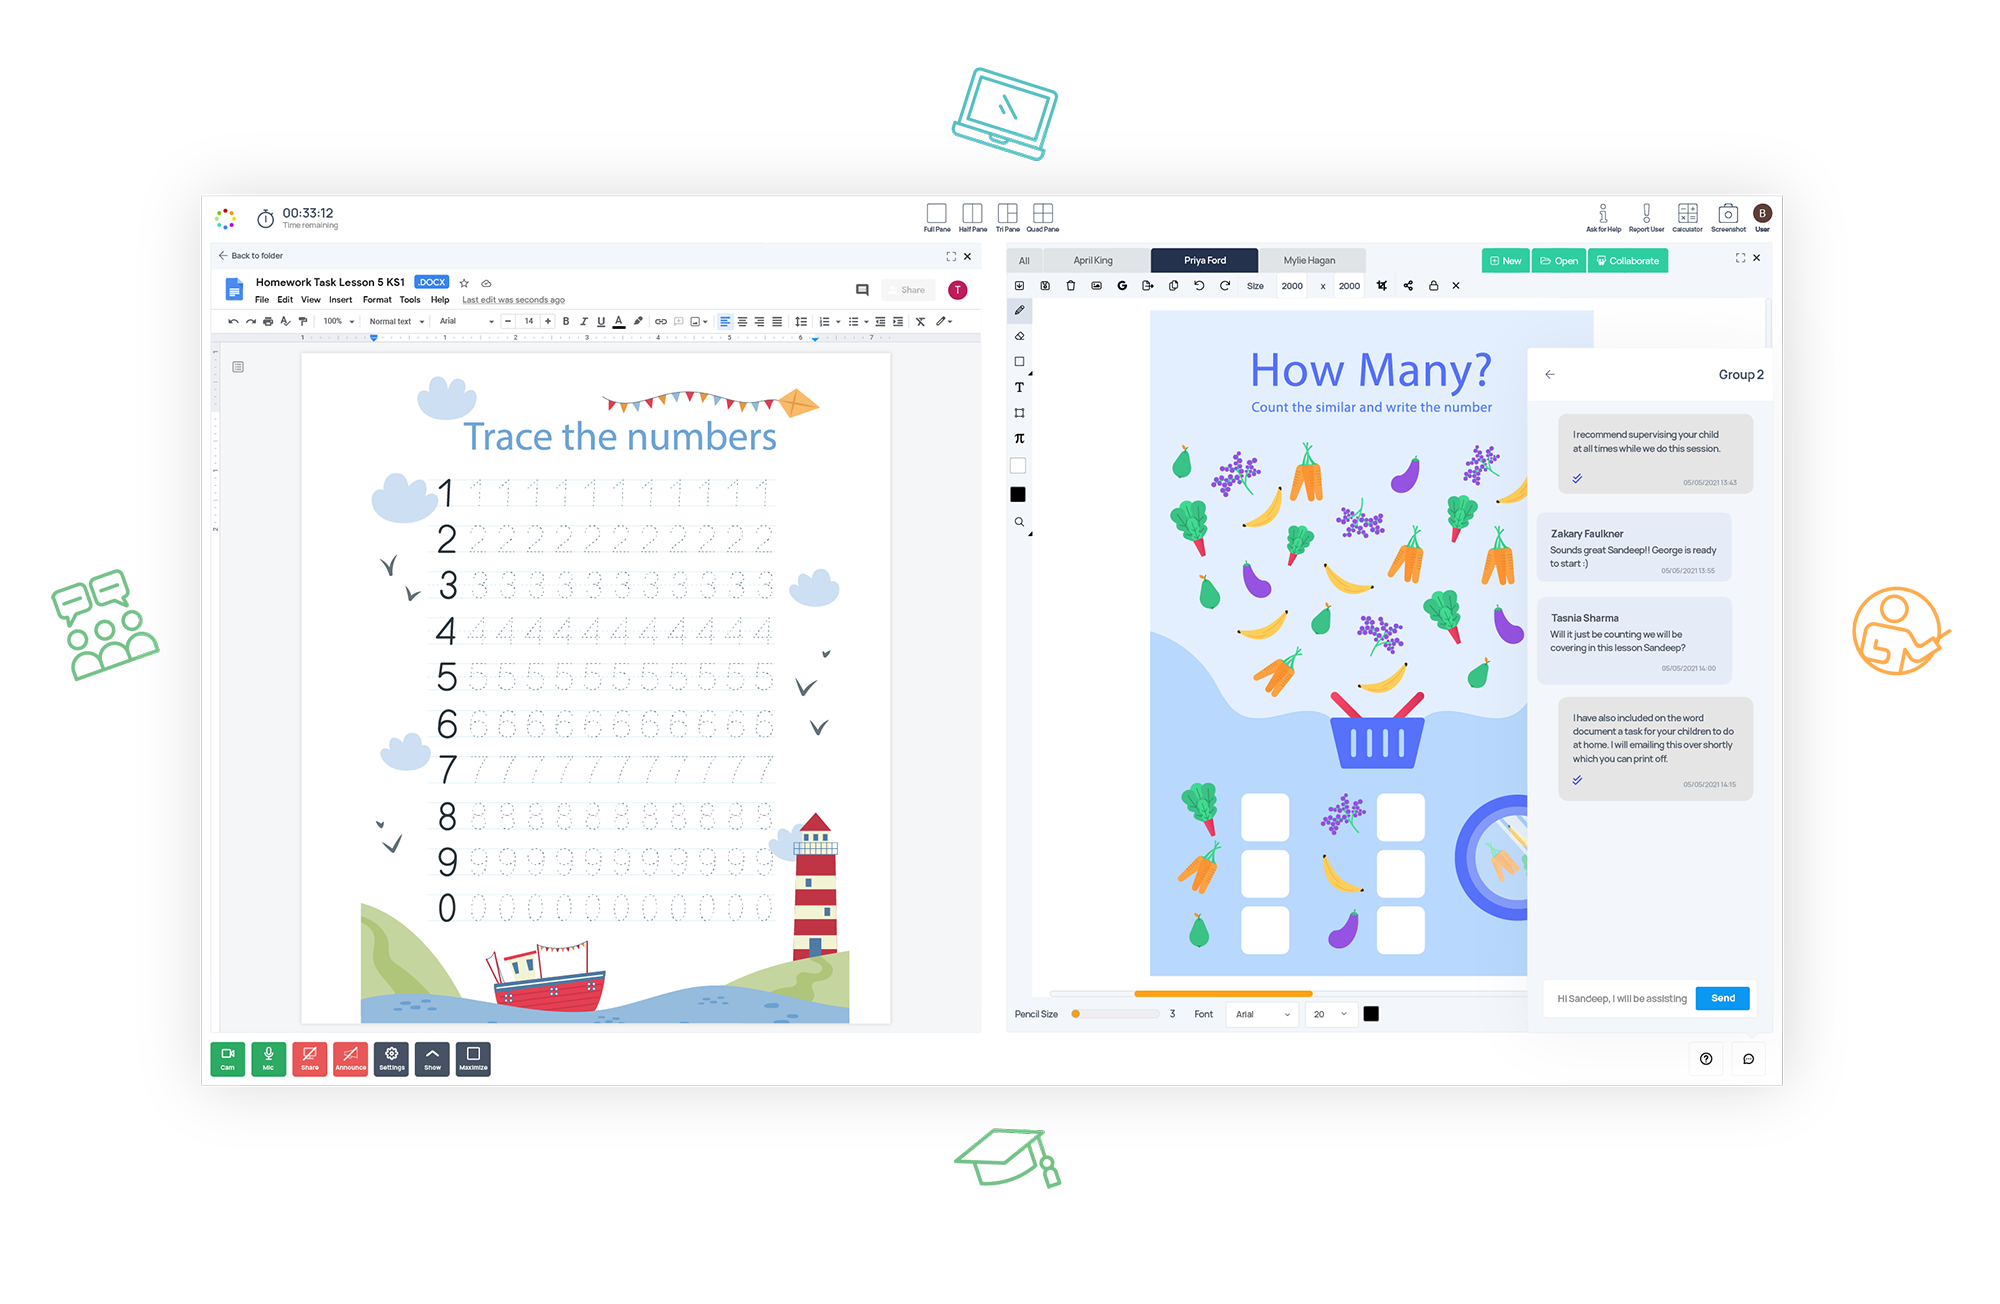 00:33:12
Time remaining
Full Pane
Half Pane
Tri Pane
Quad Pane
Ask for Help
Report User
Calculator
Screenshot
B
User
Back to folder
Homework Task Lesson 5 KS1
.DOCX
File Edit View Insert Format Tools Help
Last edit was seconds ago
Share
T
100%
Normal text
Arial
14
B
I
U
A
1 1 2 3 4 5 6 7
1
1
2
Trace the numbers
1 1 1 1 1 1 1 1 1 1 1 1
2 2 2 2 2 2 2 2 2 2 2 2
3 3 3 3 3 3 3 3 3 3 3 3
4 4 4 4 4 4 4 4 4 4 4 4
5 5 5 5 5 5 5 5 5 5 5 5
6 6 6 6 6 6 6 6 6 6 6 6
7 7 7 7 7 7 7 7 7 7 7 7
8 8 8 8 8 8 8 8 8 8 8 8
9 9 9 9 9 9 9 9 9 9 9 9
0 0 0 0 0 0 0 0 0 0 0 0
All
April King
Priya Ford
Mylie Hagan
New
Open
Collaborate
G
Size
2000
x
2000
T
π
How Many?
Count the similar and write the number
Pencil Size
3
Font
Arial
20
Group 2
I recommend supervising your child
at all times while we do this session.
05/05/2021 13:43
Zakary Faulkner
Sounds great Sandeep!! George is ready
to start :)
05/05/2021 13:55
Tasnia Sharma
Will it just be counting we will be
covering in this lesson Sandeep?
05/05/2021 14:00
I have also included on the word
document a task for your children to do
at home. I will emailing this over shortly
which you can print off.
05/05/2021 14:15
HI Sandeep, I will be assisting
Send
Cam
Mic
Share
Announce
Settings
Show
Maximize